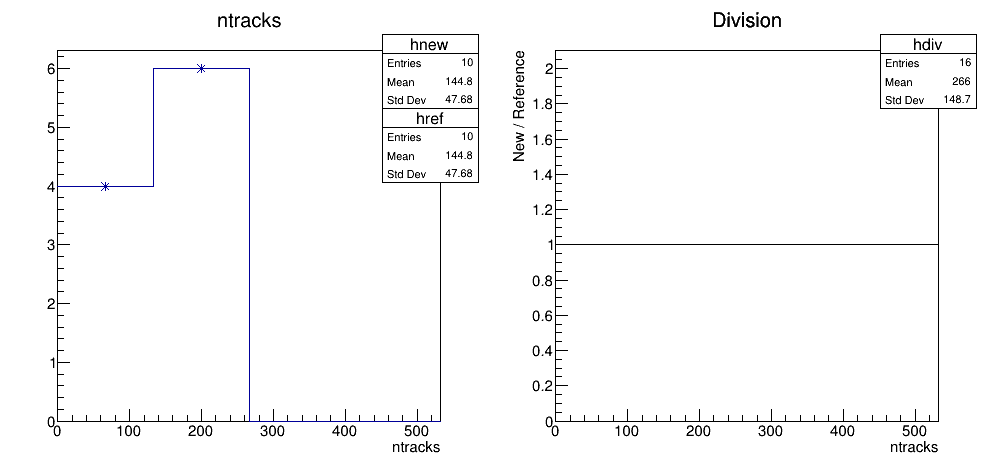 ntracks
hnew
Entries 10
Mean 144.8
Std Dev 47.68
href
Entries 10
Mean 144.8
Std Dev 47.68
6
5
4
3
2
1
0
0 100 200 300 400 500
ntracks
Division
hdiv
Entries 16
Mean 266
Std Dev 148.7
New / Reference
2
1.8
1.6
1.4
1.2
1
0.8
0.6
0.4
0.2
0
0 100 200 300 400 500
ntracks